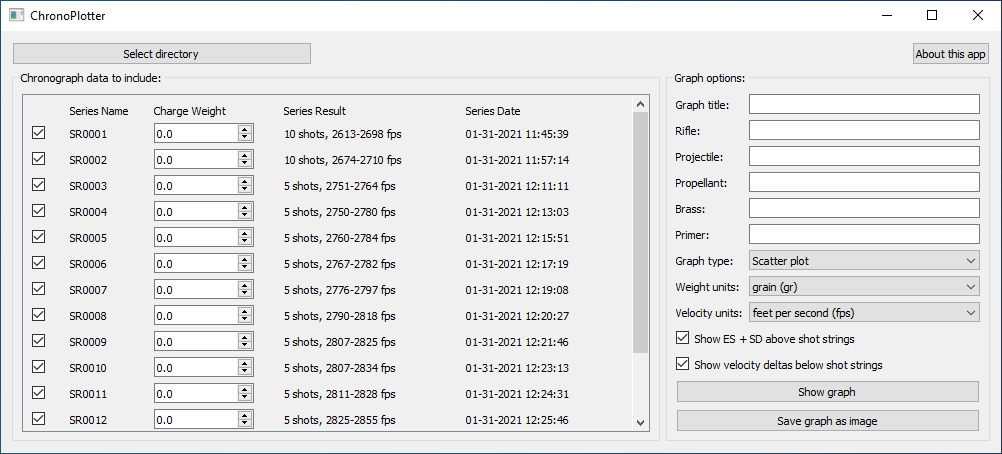 ChronoPlotter
Select directory
About this app
Chronograph data to include:
Series Name Charge Weight Series Result Series Date
SR0001 0.0 10 shots, 2613-2698 fps 01-31-2021 11:45:39
SR0002 0.0 10 shots, 2674-2710 fps 01-31-2021 11:57:14
SR0003 0.0 5 shots, 2751-2764 fps 01-31-2021 12:11:11
SR0004 0.0 5 shots, 2750-2780 fps 01-31-2021 12:13:03
SR0005 0.0 5 shots, 2760-2784 fps 01-31-2021 12:15:51
SR0006 0.0 5 shots, 2767-2782 fps 01-31-2021 12:17:19
SR0007 0.0 5 shots, 2776-2797 fps 01-31-2021 12:19:08
SR0008 0.0 5 shots, 2790-2818 fps 01-31-2021 12:20:27
SR0009 0.0 5 shots, 2807-2825 fps 01-31-2021 12:21:46
SR0010 0.0 5 shots, 2807-2834 fps 01-31-2021 12:23:13
SR0011 0.0 5 shots, 2811-2828 fps 01-31-2021 12:24:31
SR0012 0.0 5 shots, 2825-2855 fps 01-31-2021 12:25:46
Graph options:
Graph title:
Rifle:
Projectile:
Propellant:
Brass:
Primer:
Graph type: Scatter plot
Weight units: grain (gr)
Velocity units: feet per second (fps)
Show ES + SD above shot strings
Show velocity deltas below shot strings
Show graph
Save graph as image